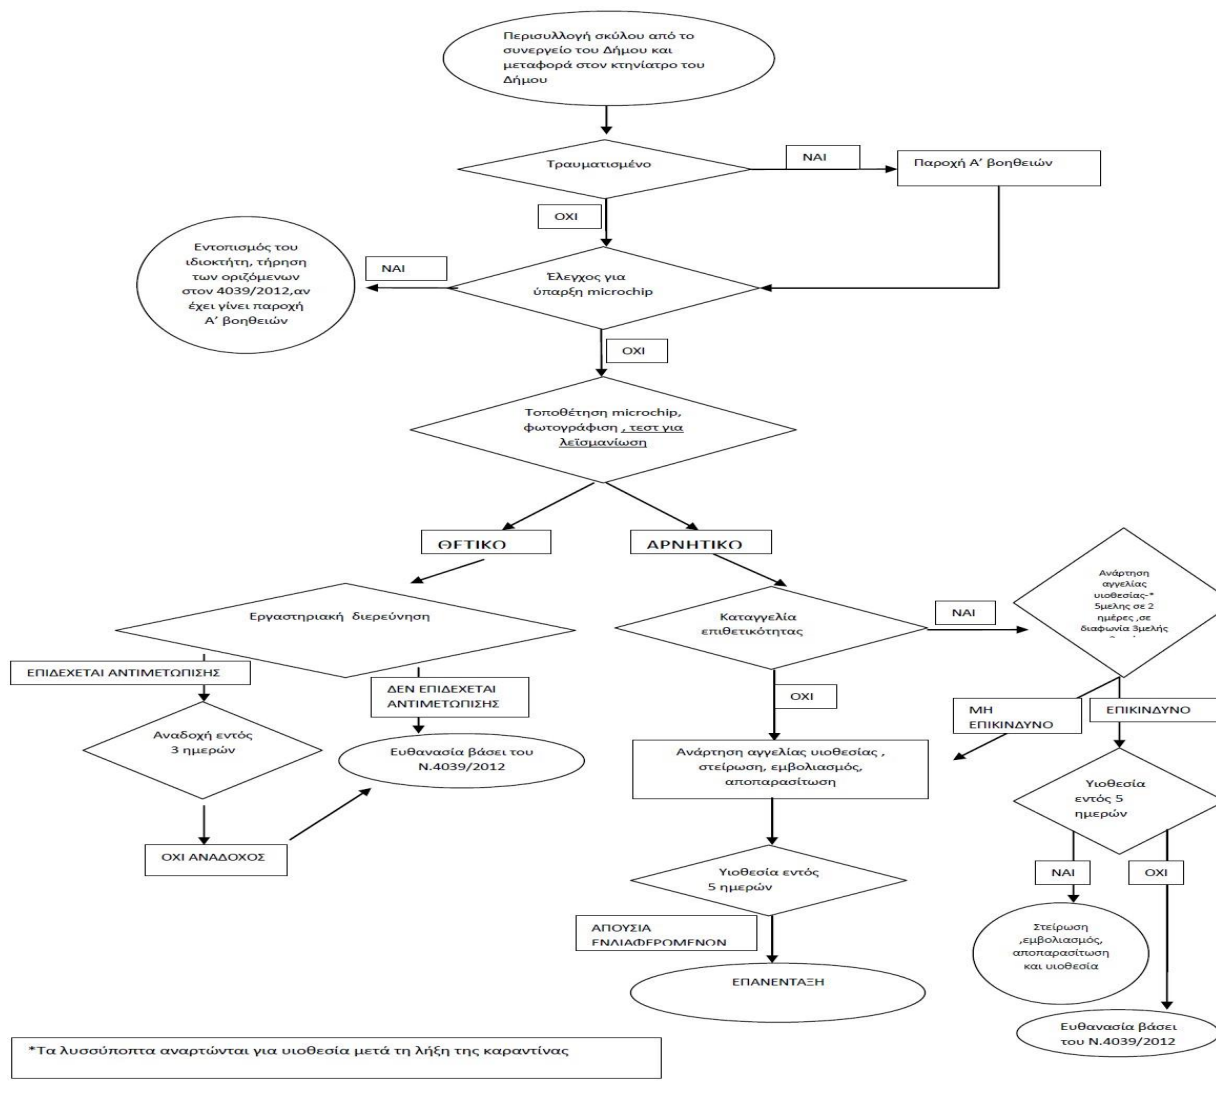 Περισυλλογή σκύλου από το
συνεργείο του Δήμου και
μεταφορά στον κτηνίατρο του
Δήμου
Τραυματισμένο
ΝΑΙ
Παροχή Α’ βοηθειών
ΟΧΙ
Εντοπισμός του
ιδιοκτήτη, τήρηση
των οριζόμενων
στον 4039/2012,αν
έχει γίνει παροχή
Α’ βοηθειών
ΝΑΙ
Έλεγχος για
ύπαρξη microchip
ΟΧΙ
Τοποθέτηση microchip,
φωτογράφιση , τεστ για
λεϊσμανίωση
ΘΕΤΙΚΟ
ΑΡΝΗΤΙΚΟ
Εργαστηριακή διερεύνηση
Καταγγελία
επιθετικότητας
ΝΑΙ
Ανάρτηση
αγγελίας
υιοθεσίας-*
5μελης σε 2
ημέρες ,σε
διαφωνία 3μελής
ΕΠΙΔΕΧΕΤΑΙ ΑΝΤΙΜΕΤΩΠΙΣΗΣ
ΔΕΝ ΕΠΙΔΕΧΕΤΑΙ
ΑΝΤΙΜΕΤΩΠΙΣΗΣ
ΟΧΙ
ΜΗ
ΕΠΙΚΙΝΔΥΝΟ
ΕΠΙΚΙΝΔΥΝΟ
Αναδοχή εντός
3 ημερών
Ευθανασία βάσει του
Ν.4039/2012
Ανάρτηση αγγελίας υιοθεσίας ,
στείρωση, εμβολιασμός,
αποπαρασίτωση
Υιοθεσία
εντός 5
ημερών
ΟΧΙ ΑΝΑΔΟΧΟΣ
Υιοθεσία εντός
5 ημερών
ΝΑΙ
ΟΧΙ
ΑΠΟΥΣΙΑ
ΕΝΔΙΑΦΕΡΟΜΕΝΩΝ
Στείρωση
,εμβολιασμός,
αποπαρασίτωση
και υιοθεσία
ΕΠΑΝΕΝΤΑΞΗ
Ευθανασία βάσει
του Ν.4039/2012
*Τα λυσσύποπτα αναρτώνται για υιοθεσία μετά τη λήξη της καραντίνας